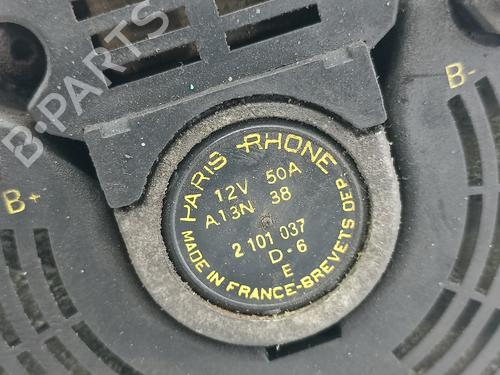 B-PARTS
B+
B-
PARIS-RHONE
12V 50A
A13N 38
2 101 037
D·6
E
MADE IN FRANCE-BREVETS DEP